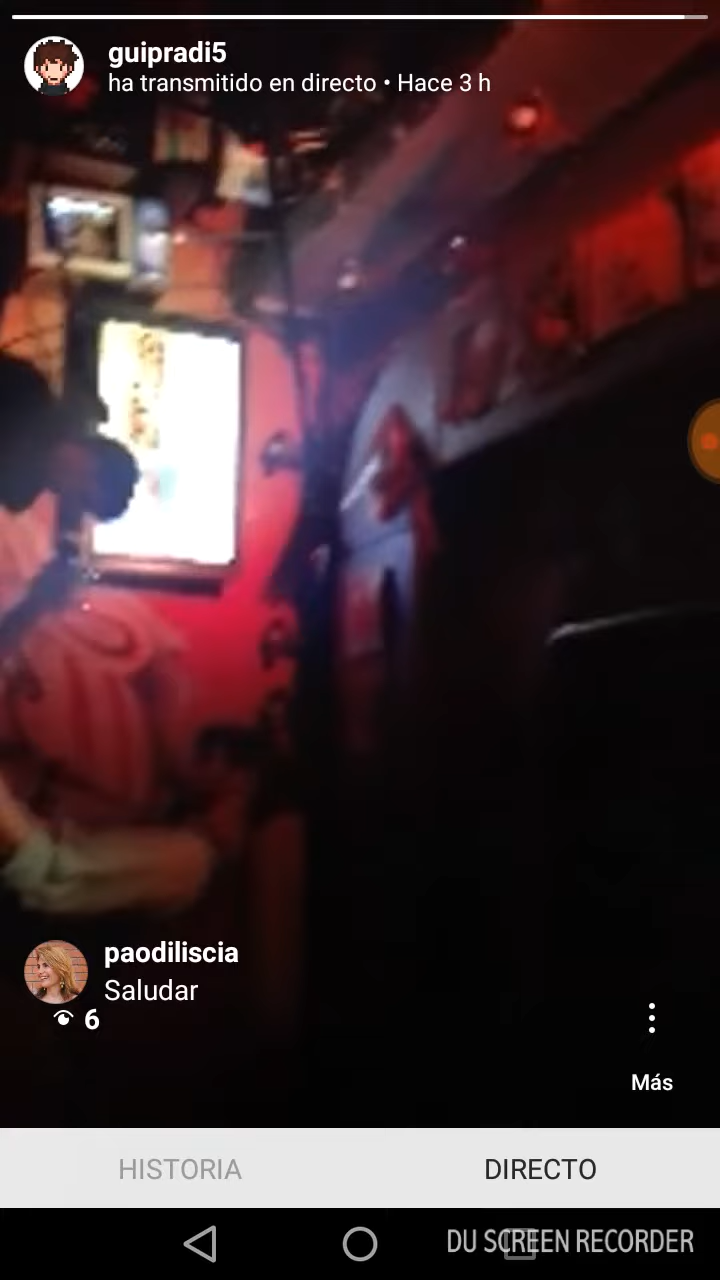 guipradi5
ha transmitido en directo • Hace 3 h
paodiliscia
Saludar
6
Más
HISTORIA
DIRECTO
DU SCREEN RECORDER